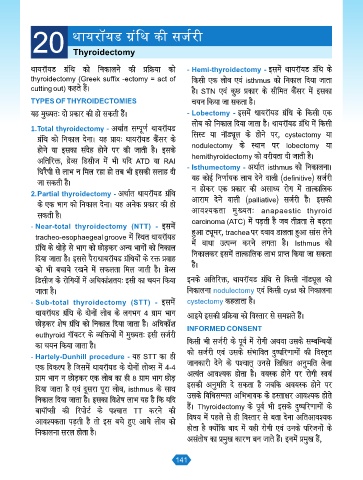 20 थायरॉयड ग्रंथि की सर्जरी
Thyroidectomy
थायरॉयड ग्रंथि को निकालने की प्रक्रिया को
thyroidectomy (Greek suffix -ectomy = act of
cutting out) कहते हैं।
TYPES OF THYROIDECTOMIES
यह मुख्यतः दो प्रकार की हो सकती हैं।
1.Total thyroidectomy - अर्थात सम्पूर्ण थायरॉयड
ग्रंथि को निकाल देना। यह प्रायः थायरॉयड कैंसर के
होने या इसका संदेह होने पर की जाती है। इसके
अतिरिक्त, ग्रेव्स डिसीज में भी यदि ATD या RAI
थिरेपी से लाभ न मिल रहा हो तब भी इसकी सलाह दी
जा सकती है।
2.Partial thyroidectomy - अर्थात थायरॉयड ग्रंथि
के एक भाग को निकाल देना। यह अनेक प्रकार की हो
सकती है।
- Near-total thyroidectomy (NTT) - इसमें
tracheo-esophaegeal groove में स्थित थायरॉयड
ग्रंथि के थोड़े से भाग को छोड़कर अन्य भागों को निकाल
दिया जाता है। इससे पैराथायरॉयड ग्रंथियों के रक्त प्रवाह
को भी बचाये रखने में सफलता मिल जाती है। ग्रेव्स
डिसीज के रोगियों में अधिकांशतः इसी का चयन किया
जाता है।
- Sub-total thyroidectomy (STT) - इसमें
थायरॉयड ग्रंथि के दोनों लोब के लगभग 4 ग्राम भाग
छोड़कर शेष ग्रंथि को निकाल दिया जाता है। अधिकांश
euthyroid गॉयटर के व्यक्तियों में मुख्यतः इसी सर्जरी
का चयन किया जाता है।
- Hartely-Dunhill procedure - यह STT का ही
एक विकल्प है जिसमें थायरॉयड के दोनों लोब्स में 4-4
ग्राम भाग न छोड़कर एक लोब का ही 8 ग्राम भाग छोड़
दिया जाता है एवं दूसरा पूरा लोब, isthmus के साथ
निकाल दिया जाता है। इसका विशेष लाभ यह है कि यदि
बायॉप्सी की रिपोर्ट के पश्चात TT करने की
आवश्यकता पड़ती है तो इस बचे हुए आधे लोब को
निकालना सरल होता है।
- Hemi-thyroidectomy - इसमें थायरॉयड ग्रंथि के
किसी एक लोब एवं isthmus को निकाल दिया जाता
है। STN एवं कुछ प्रकार के सीमित कैंसर में इसका
चयन किया जा सकता है।
- Lobectomy - इसमें थायरॉयड ग्रंथि के किसी एक
लोब को निकाल दिया जाता है। थायरॉयड ग्रंथि में किसी
सिस्ट या नॉड्यूल के होने पर, cystectomy या
nodulectomy के स्थान पर lobectomy या
hemithyroidectomy को वरीयता दी जाती है।
- Isthumectomy - अर्थात isthmus को निकालना।
यह कोई निर्णायक लाभ देने वाली (definitive) सर्जरी
न होकर एक प्रकार की असाध्य रोग में तात्कालिक
आराम देने वाली (palliative) सर्जरी है। इसकी
आवश्यकता मुख्यतः anapaestic thyroid
carcinoma (ATC) में पड़ती है जब तीव्रता से बढ़ता
हुआ ट्यूमर, trachea पर दबाव डालता हुआ सांस लेने
में बाधा उत्पन्न करने लगता है। Isthmus को
निकालकर इसमें तात्कालिक लाभ प्राप्त किया जा सकता
है।
इनके अतिरिक्त, थायरॉयड ग्रंथि से किसी नॉड्यूल को
निकालना nodulectomy एवं किसी cyst को निकालना
cystectomy कहलाता है।
आइये इसकी प्रक्रिया को विस्तार से समझते हैं।
INFORMED CONSENT
किसी भी सर्जरी के पूर्व में रोगी अथवा उसके सम्बन्धियों
को सर्जरी एवं उसके संभावित दुष्परिणामों की विस्तृत
जानकारी देने के पश्चात् उनसे लिखित अनुमति लेना
अत्यंत आवश्यक होता है। वयस्क होने पर रोगी स्वयं
इसकी अनुमति दे सकता है जबकि अवयस्क होने पर
उसके विधिसम्मत अभिभावक के हस्ताक्षर आवश्यक होते
हैं। Thyroidectomy के पूर्व भी इसके दुष्परिणामों के
विषय में पहले से ही विस्तार से बता देना अतिआवश्यक
होता है क्योंकि बाद में यही रोगी एवं उनके परिजनों के
असंतोष का प्रमुख कारण बन जाते हैं। इनमें प्रमुख हैं,
141